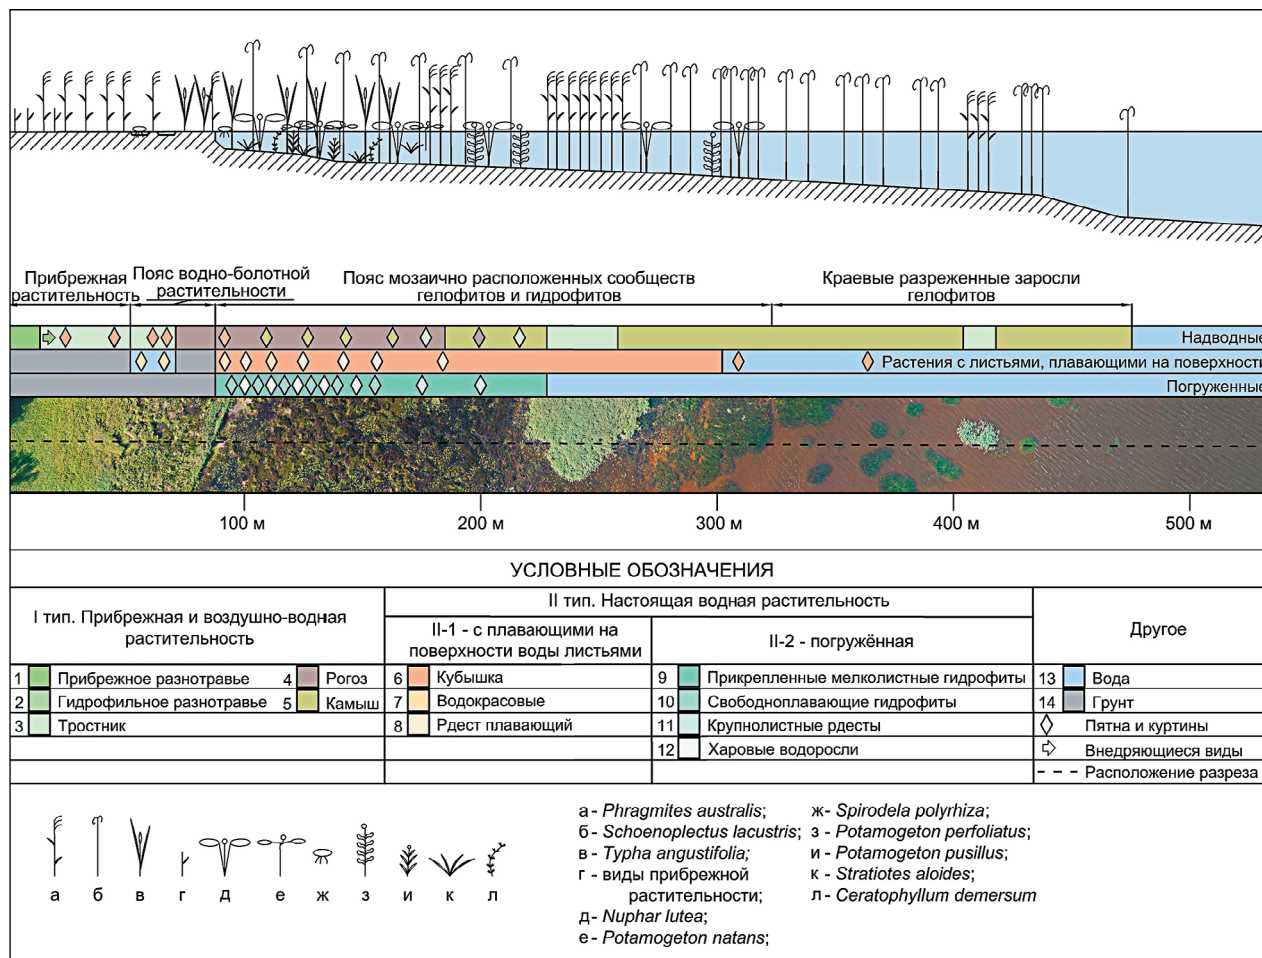 Прибрежная
растительность
Пояс водно-болотной
растительности
Пояс мозаично расположенных сообществ
гелофитов и гидрофитов
Краевые разреженные заросли
гелофитов
Надводные
Растения с листьями, плавающими на поверхности
Погруженные
100 м
200 м
300 м
400 м
500 м
УСЛОВНЫЕ ОБОЗНАЧЕНИЯ
I тип. Прибрежная и воздушно-водная
растительность
II тип. Настоящая водная растительность
II-1 - с плавающими на
поверхности воды листьями
II-2 - погружённая
Другое
1 Прибрежное разнотравье
2 Гидрофильное разнотравье
3 Тростник
4 Рогоз
5 Камыш
6 Кубышка
7 Водокрасовые
8 Рдест плавающий
9 Прикрепленные мелколистные гидрофиты
10 Свободноплавающие гидрофиты
11 Крупнолистные рдесты
12 Харовые водоросли
13 Вода
14 Грунт
Пятна и куртины
Внедряющиеся виды
Расположение разреза
а б в г д е ж з и к л
а - Phragmites australis;
б - Schoenoplectus lacustris;
в - Typha angustifolia;
г - виды прибрежной
растительности;
д - Nuphar lutea;
е - Potamogeton natans;
ж - Spirodela polyrhiza;
з - Potamogeton perfoliatus;
и - Potamogeton pusillus;
к - Stratiotes aloides;
л - Ceratophyllum demersum